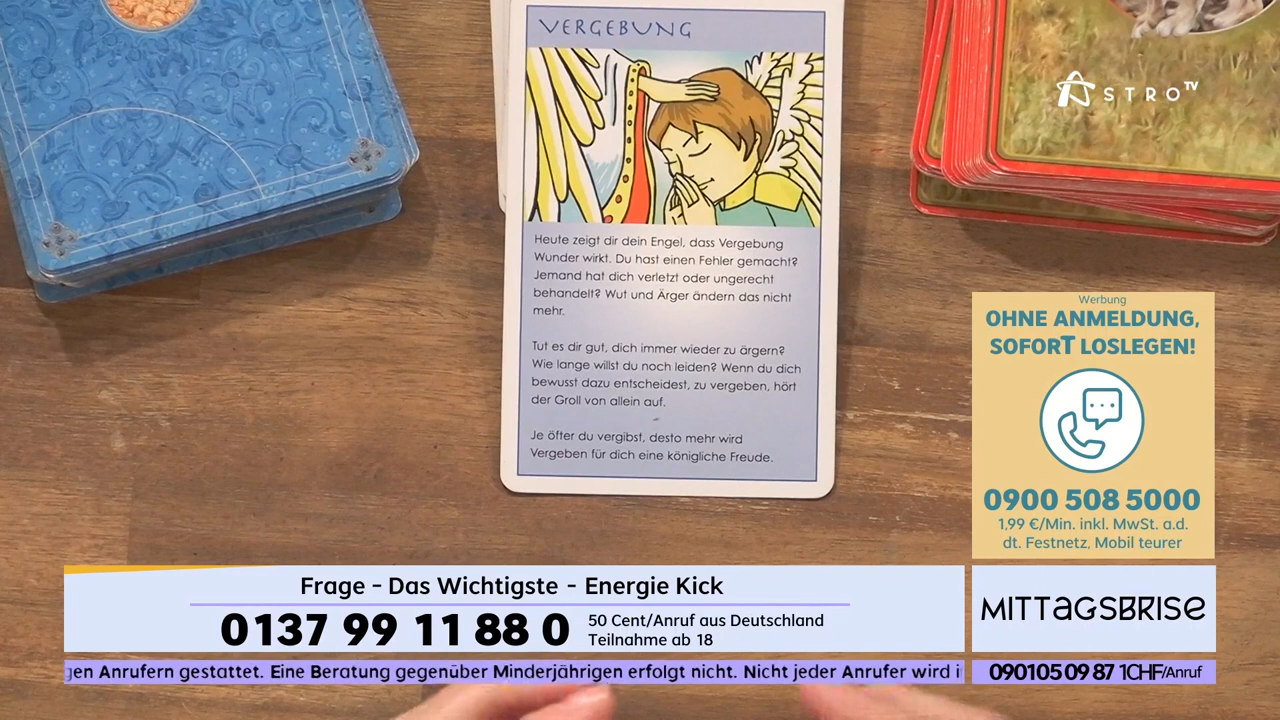 VERGEBUNG
Heute zeigt dir dein Engel, dass Vergebung
Wunder wirkt. Du hast einen Fehler gemacht?
Jemand hat dich verletzt oder ungerecht
behandelt? Wut und Ärger ändern das nicht
mehr.
Tut es dir gut, dich immer wieder zu ärgern?
Wie lange willst du noch leiden? Wenn du dich
bewusst dazu entscheidest, zu vergeben, hört
der Groll von allein auf.
Je öfter du vergibst, desto mehr wird
Vergeben für dich eine königliche Freude.
ASTRO TV
Werbung
OHNE ANMELDUNG,
SOFORT LOSLEGEN!
0900 508 5000
1,99 €/Min. inkl. MwSt. a.d.
dt. Festnetz, Mobil teurer
Frage - Das Wichtigste - Energie Kick
0137 99 11 88 0
50 Cent/Anruf aus Deutschland
Teilnahme ab 18
MITTAGSBRISE
gen Anrufern gestattet. Eine Beratung gegenüber Minderjährigen erfolgt nicht. Nicht jeder Anrufer wird
090105 09 87 1CHF/Anruf